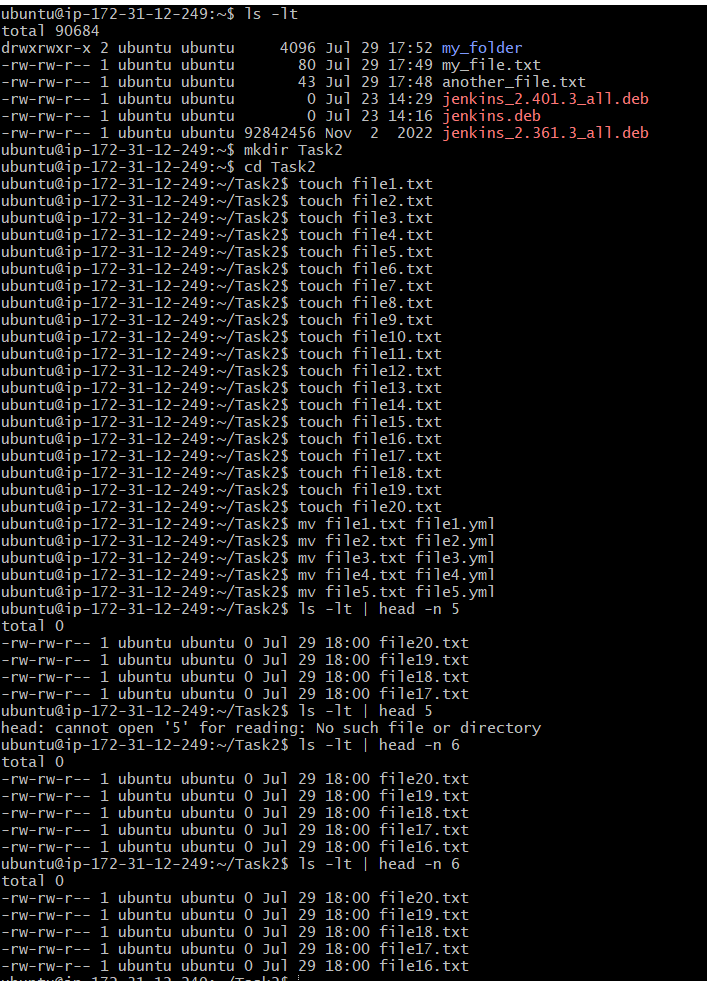 ubuntu@ip-172-31-12-249:~$ ls -lt
total 90684
drwxrwxr-x 2 ubuntu ubuntu     4096 Jul 29 17:52 my_folder
-rw-rw-r-- 1 ubuntu ubuntu       80 Jul 29 17:49 my_file.txt
-rw-rw-r-- 1 ubuntu ubuntu       43 Jul 29 17:48 another_file.txt
-rw-rw-r-- 1 ubuntu ubuntu        0 Jul 23 14:29 jenkins_2.401.3_all.deb
-rw-rw-r-- 1 ubuntu ubuntu        0 Jul 23 14:16 jenkins.deb
-rw-rw-r-- 1 ubuntu ubuntu 92842456 Nov  2  2022 jenkins_2.361.3_all.deb
ubuntu@ip-172-31-12-249:~$ mkdir Task2
ubuntu@ip-172-31-12-249:~$ cd Task2
ubuntu@ip-172-31-12-249:~/Task2$ touch file1.txt
ubuntu@ip-172-31-12-249:~/Task2$ touch file2.txt
ubuntu@ip-172-31-12-249:~/Task2$ touch file3.txt
ubuntu@ip-172-31-12-249:~/Task2$ touch file4.txt
ubuntu@ip-172-31-12-249:~/Task2$ touch file5.txt
ubuntu@ip-172-31-12-249:~/Task2$ touch file6.txt
ubuntu@ip-172-31-12-249:~/Task2$ touch file7.txt
ubuntu@ip-172-31-12-249:~/Task2$ touch file8.txt
ubuntu@ip-172-31-12-249:~/Task2$ touch file9.txt
ubuntu@ip-172-31-12-249:~/Task2$ touch file10.txt
ubuntu@ip-172-31-12-249:~/Task2$ touch file11.txt
ubuntu@ip-172-31-12-249:~/Task2$ touch file12.txt
ubuntu@ip-172-31-12-249:~/Task2$ touch file13.txt
ubuntu@ip-172-31-12-249:~/Task2$ touch file14.txt
ubuntu@ip-172-31-12-249:~/Task2$ touch file15.txt
ubuntu@ip-172-31-12-249:~/Task2$ touch file16.txt
ubuntu@ip-172-31-12-249:~/Task2$ touch file17.txt
ubuntu@ip-172-31-12-249:~/Task2$ touch file18.txt
ubuntu@ip-172-31-12-249:~/Task2$ touch file19.txt
ubuntu@ip-172-31-12-249:~/Task2$ touch file20.txt
ubuntu@ip-172-31-12-249:~/Task2$ mv file1.txt file1.yml
ubuntu@ip-172-31-12-249:~/Task2$ mv file2.txt file2.yml
ubuntu@ip-172-31-12-249:~/Task2$ mv file3.txt file3.yml
ubuntu@ip-172-31-12-249:~/Task2$ mv file4.txt file4.yml
ubuntu@ip-172-31-12-249:~/Task2$ mv file5.txt file5.yml
ubuntu@ip-172-31-12-249:~/Task2$ ls -lt | head -n 5
total 0
-rw-rw-r-- 1 ubuntu ubuntu 0 Jul 29 18:00 file20.txt
-rw-rw-r-- 1 ubuntu ubuntu 0 Jul 29 18:00 file19.txt
-rw-rw-r-- 1 ubuntu ubuntu 0 Jul 29 18:00 file18.txt
-rw-rw-r-- 1 ubuntu ubuntu 0 Jul 29 18:00 file17.txt
ubuntu@ip-172-31-12-249:~/Task2$ ls -lt | head 5
head: cannot open '5' for reading: No such file or directory
ubuntu@ip-172-31-12-249:~/Task2$ ls -lt | head -n 6
total 0
-rw-rw-r-- 1 ubuntu ubuntu 0 Jul 29 18:00 file20.txt
-rw-rw-r-- 1 ubuntu ubuntu 0 Jul 29 18:00 file19.txt
-rw-rw-r-- 1 ubuntu ubuntu 0 Jul 29 18:00 file18.txt
-rw-rw-r-- 1 ubuntu ubuntu 0 Jul 29 18:00 file17.txt
-rw-rw-r-- 1 ubuntu ubuntu 0 Jul 29 18:00 file16.txt
ubuntu@ip-172-31-12-249:~/Task2$ ls -lt | head -n 6
total 0
-rw-rw-r-- 1 ubuntu ubuntu 0 Jul 29 18:00 file20.txt
-rw-rw-r-- 1 ubuntu ubuntu 0 Jul 29 18:00 file19.txt
-rw-rw-r-- 1 ubuntu ubuntu 0 Jul 29 18:00 file18.txt
-rw-rw-r-- 1 ubuntu ubuntu 0 Jul 29 18:00 file17.txt
-rw-rw-r-- 1 ubuntu ubuntu 0 Jul 29 18:00 file16.txt